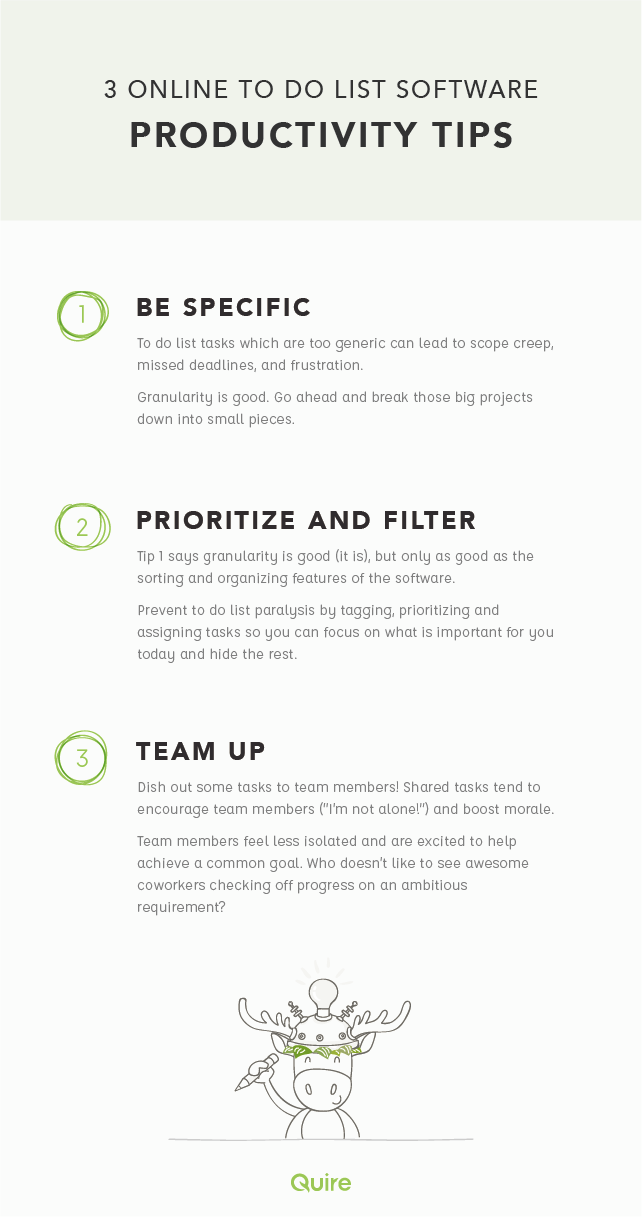 3 ONLINE TO DO LIST SOFTWARE
PRODUCTIVITY TIPS
1
BE SPECIFIC
To do list tasks which are too generic can lead to scope creep,
missed deadlines, and frustration.
Granularity is good. Go ahead and break those big projects
down into small pieces.
2
PRIORITIZE AND FILTER
Tip 1 says granularity is good (it is), but only as good as the
sorting and organizing features of the software.
Prevent to do list paralysis by tagging, prioritizing and
assigning tasks so you can focus on what is important for you
today and hide the rest.
3
TEAM UP
Dish out some tasks to team members! Shared tasks tend to
encourage team members ("I'm not alone!") and boost morale.
Team members feel less isolated and are excited to help
achieve a common goal. Who doesn't like to see awesome
coworkers checking off progress on an ambitious
requirement?
Quire